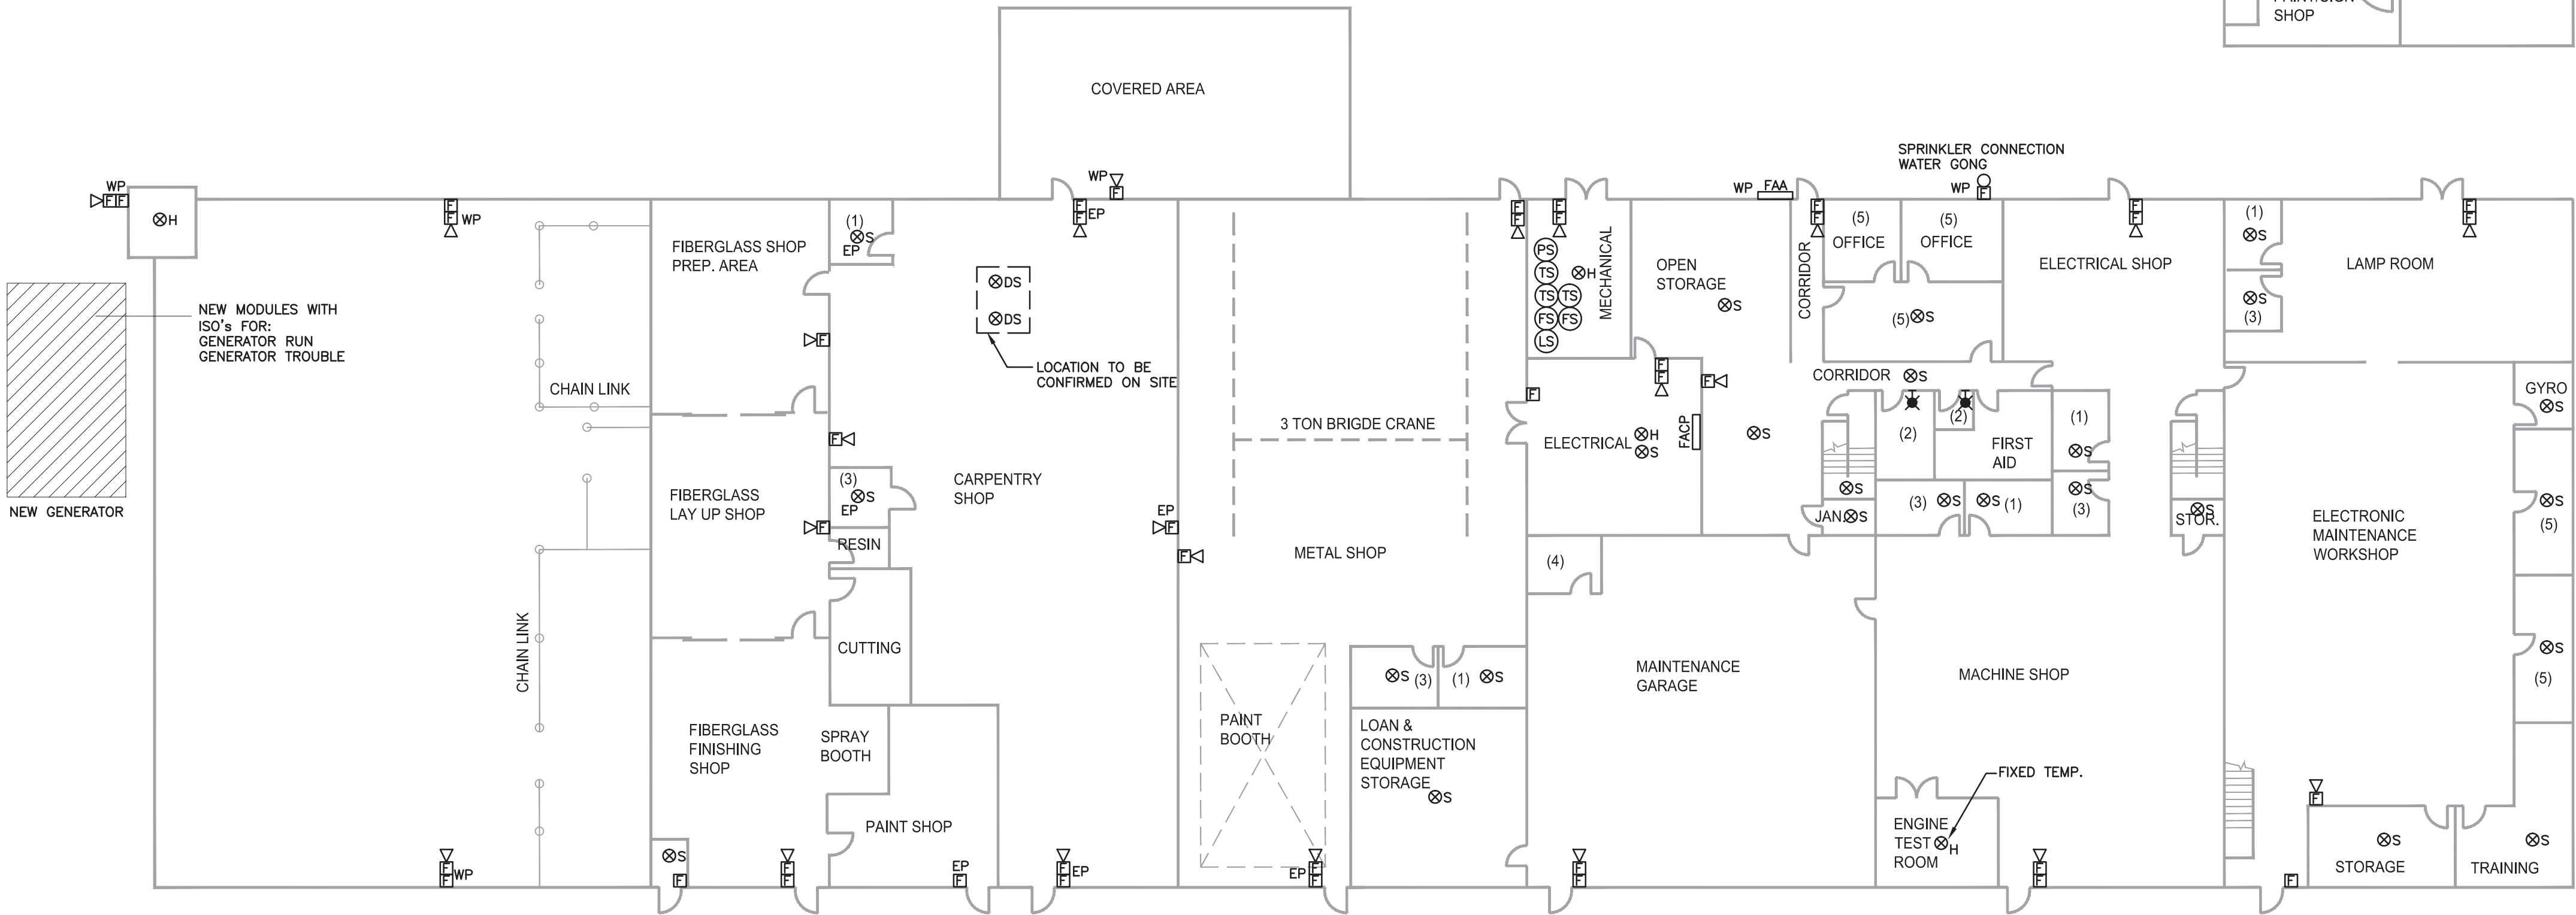 SHOP
COVERED AREA
SPRINKLER CONNECTION
WATER GONG
WP
F F
H
F
F
WP
FIBERGLASS SHOP
PREP. AREA
(1)
S
EP
F
F
EP
WP
F
F
F
F
F
MECHANICAL
PS
TS
TS
TS
FS
FS
LS
H
OPEN
STORAGE
S
WP
FAA
CORRIDOR
F
F
(5)
OFFICE
(5)
OFFICE
WP
F
(5)
S
ELECTRICAL SHOP
F
F
(1)
S
S
(3)
LAMP ROOM
F
F
NEW MODULES WITH
ISO's FOR:
GENERATOR RUN
GENERATOR TROUBLE
NEW GENERATOR
CHAIN LINK
CHAIN LINK
F
DS
DS
LOCATION TO BE
CONFIRMED ON SITE
3 TON BRIGDE CRANE
F
F
F
F
FACP
ELECTRICAL
H
S
S
CORRIDOR
S
(2)
(2)
FIRST
AID
(1)
S
S
(3)
S
JAN.
S
(3)
S
S
(1)
S
STOR.
GYRO
S
S
(5)
S
(5)
ELECTRONIC
MAINTENANCE
WORKSHOP
F
(3)
S
EP
F
RESIN
FIBERGLASS
LAY UP SHOP
CARPENTRY
SHOP
EP
F
F
METAL SHOP
(4)
CUTTING
FIBERGLASS
FINISHING
SHOP
SPRAY
BOOTH
PAINT SHOP
PAINT
BOOTH
S
(3)
(1)
S
LOAN &
CONSTRUCTION
EQUIPMENT
STORAGE
S
MAINTENANCE
GARAGE
MACHINE SHOP
FIXED TEMP.
ENGINE
TEST
ROOM
H
F
S
STORAGE
S
TRAINING
F
F
WP
S
F
F
F
EP
F
F
F
EP
EP
F
F
F
F
F
F
F